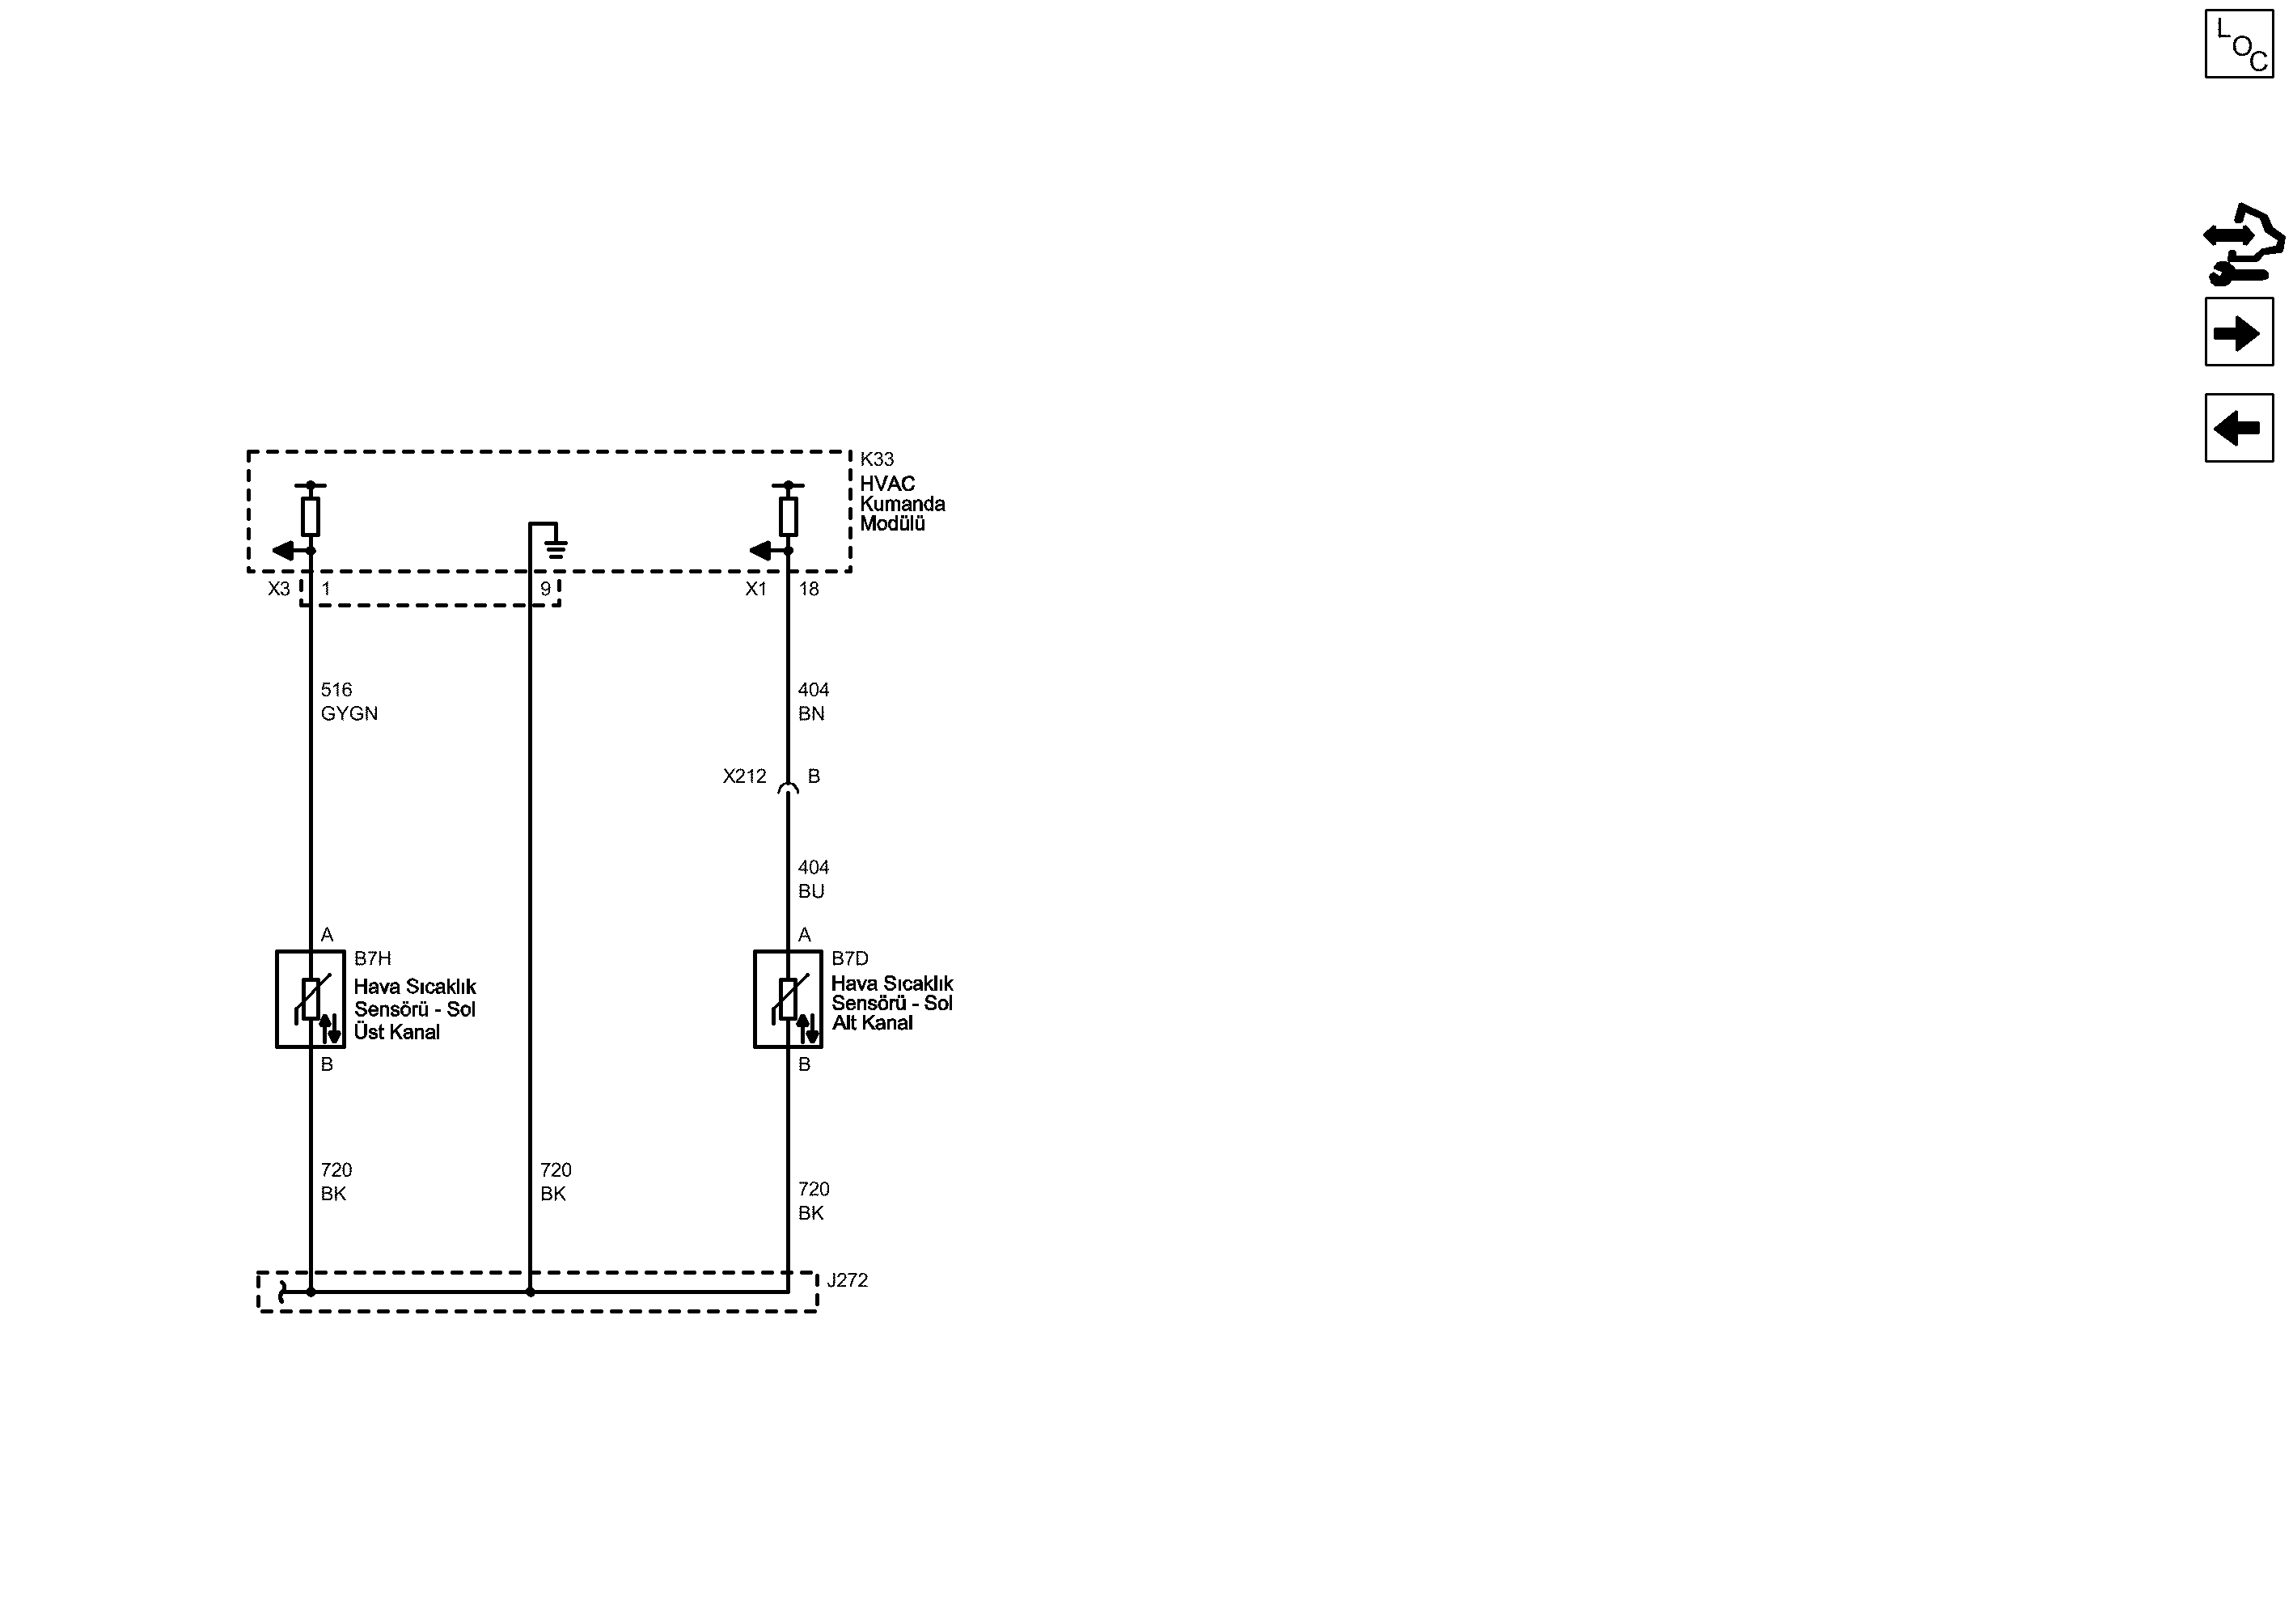 LOC
K33
HVAC
Kumanda
Modülü
X3 1 9 X1 18
516 404
GYGN BN
X212 B
404
BU
A A
B7H B7D
Hava Sıcaklık
Sensörü - Sol
Üst Kanal
Hava Sıcaklık
Sensörü - Sol
Alt Kanal
B B
720 720
BK BK
720
BK
J272